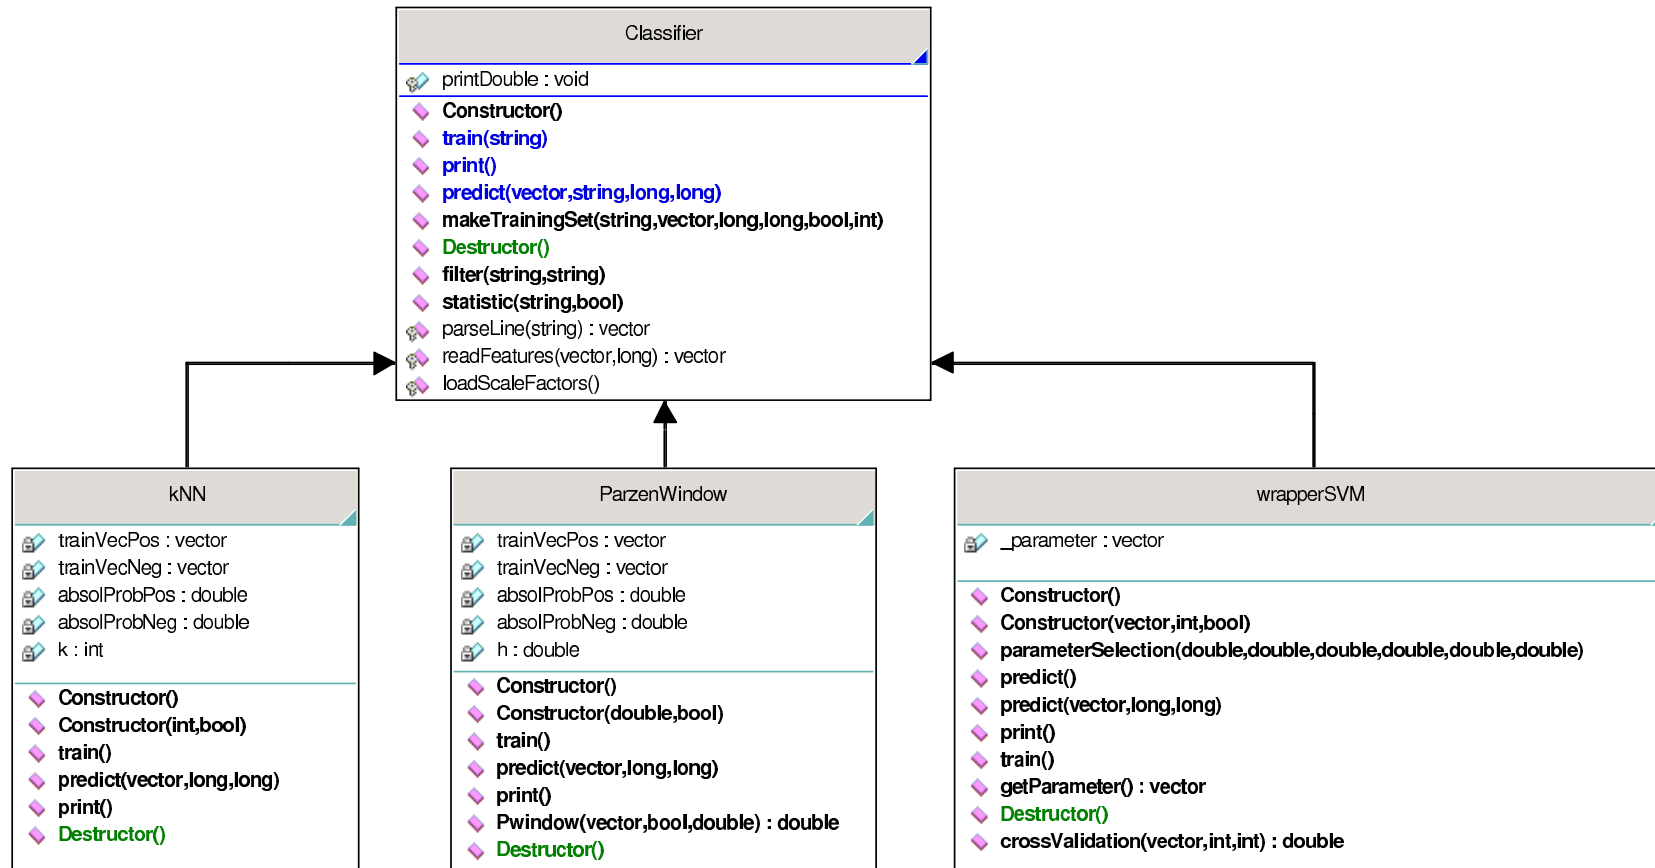 Classifier
printDouble : void
Constructor()
train(string)
print()
predict(vector,string,long,long)
makeTrainingSet(string,vector,long,long,bool,int)
Destructor()
filter(string,string)
statistic(string,bool)
parseLine(string) : vector
readFeatures(vector,long) : vector
loadScaleFactors()
kNN
trainVecPos : vector
trainVecNeg : vector
absolProbPos : double
absolProbNeg : double
k : int
Constructor()
Constructor(int,bool)
train()
predict(vector,long,long)
print()
Destructor()
ParzenWindow
trainVecPos : vector
trainVecNeg : vector
absolProbPos : double
absolProbNeg : double
h : double
Constructor()
Constructor(double,bool)
train()
predict(vector,long,long)
print()
Pwindow(vector,bool,double) : double
Destructor()
wrapperSVM
_parameter : vector
Constructor()
Constructor(vector,int,bool)
parameterSelection(double,double,double,double,double,double)
predict()
predict(vector,long,long)
print()
train()
getParameter() : vector
Destructor()
crossValidation(vector,int,int) : double